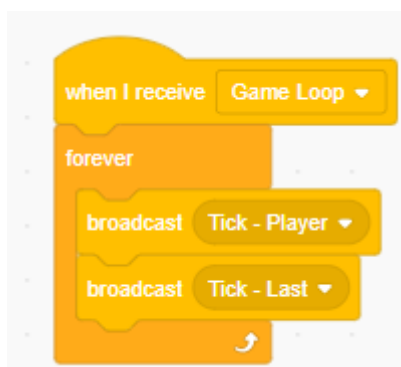 when I receive Game Loop
forever
broadcast Tick - Player
broadcast Tick - Last